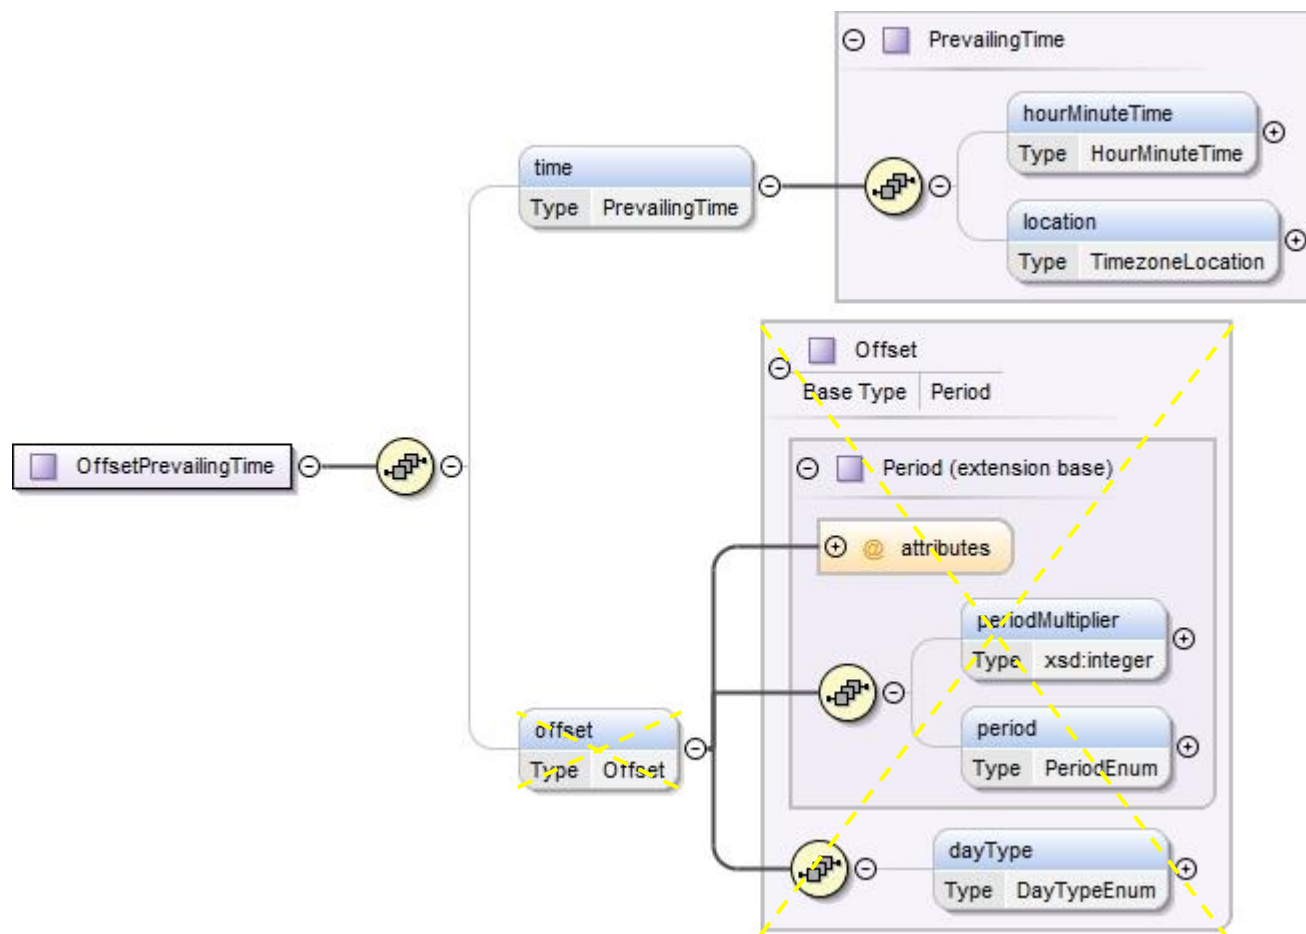 PrevailingTime
hourMinuteTime
Type HourMinuteTime
time
Type PrevailingTime
location
Type TimezoneLocation
Offset
Base Type Period
OffsetPrevailingTime
Period (extension base)
@ attributes
periodMultiplier
Type xsd:integer
offset
Type Offset
period
Type PeriodEnum
dayType
Type DayTypeEnum